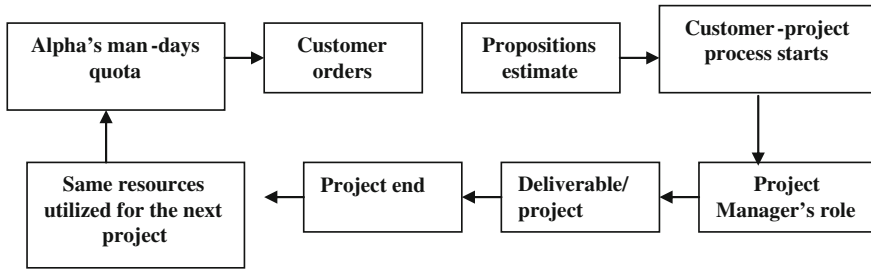 Alpha's man-days
quota
Customer
orders
Propositions
estimate
Customer-project
process starts
Same resources
utilized for the next
project
Project end
Deliverable/
project
Project
Manager's role